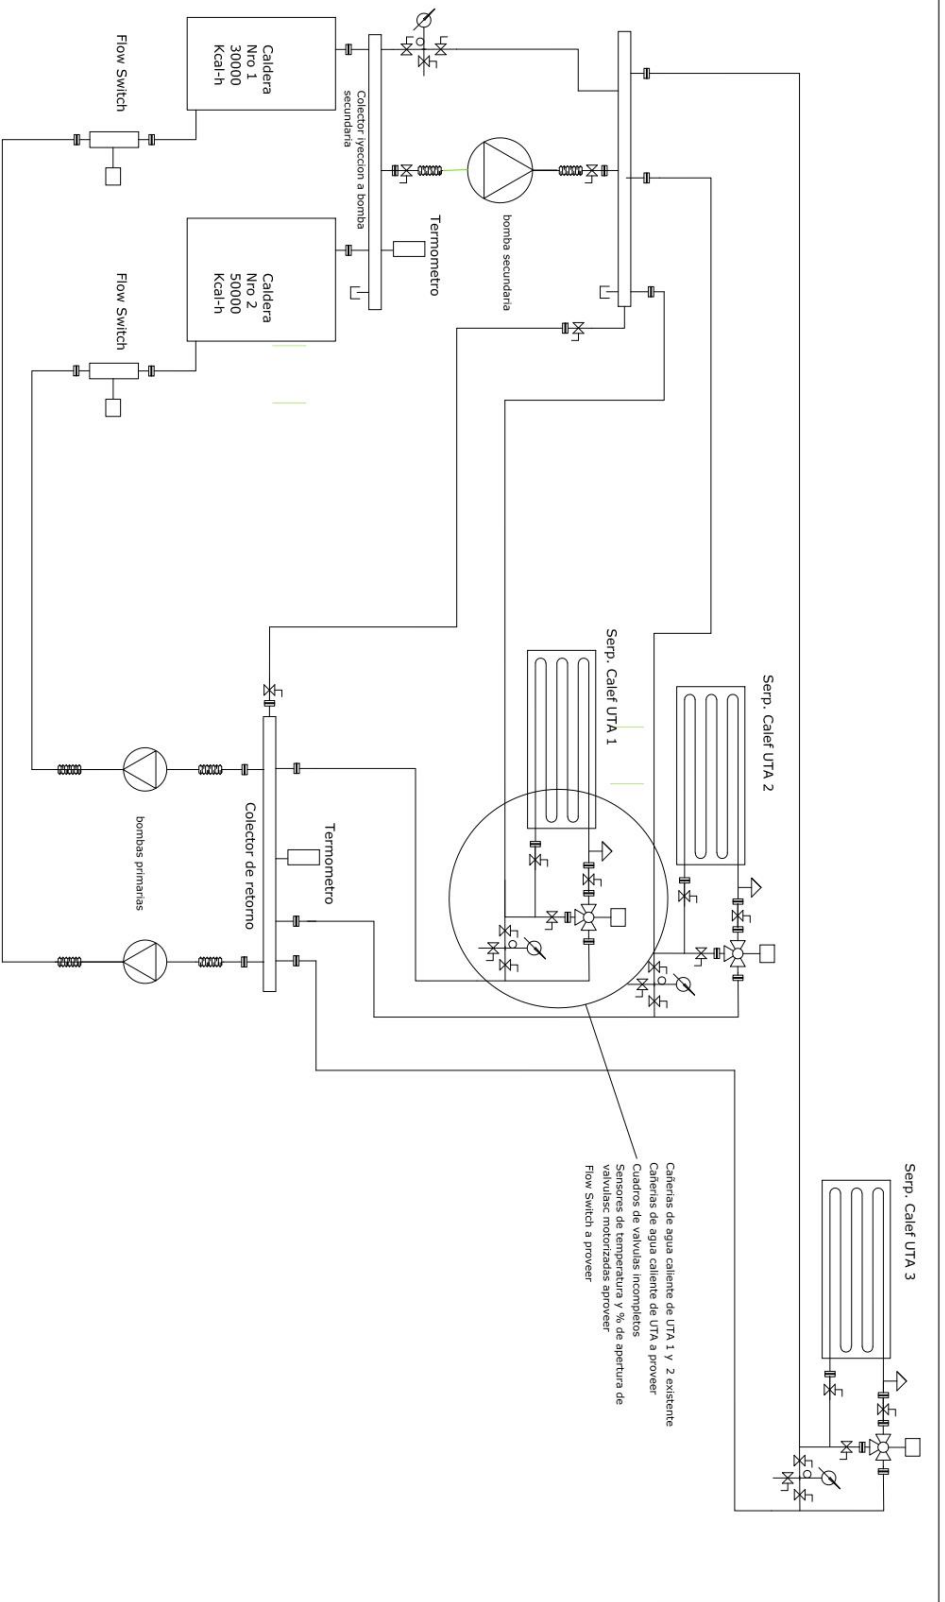 Flow Switch
Caldera
Nro 1
30000
Kcal-h
Colector iyeccion a bomba
secundaria
Flow Switch
Caldera
Nro 2
50000
Kcal-h
Termometro
bomba secundaria
Serp. Calef UTA 1
Serp. Calef UTA 2
Serp. Calef UTA 3
bombas primarias
Colector de retorno
Termometro
Cañerias de agua caliente de UTA 1 y 2 existente
Cañerias de agua caliente de UTA a proveer
Cuadros de valvulas incompletos
Sensores de temperatura y % de apertura de
valvulasc motorizadas aproveer
Flow Switch a proveer